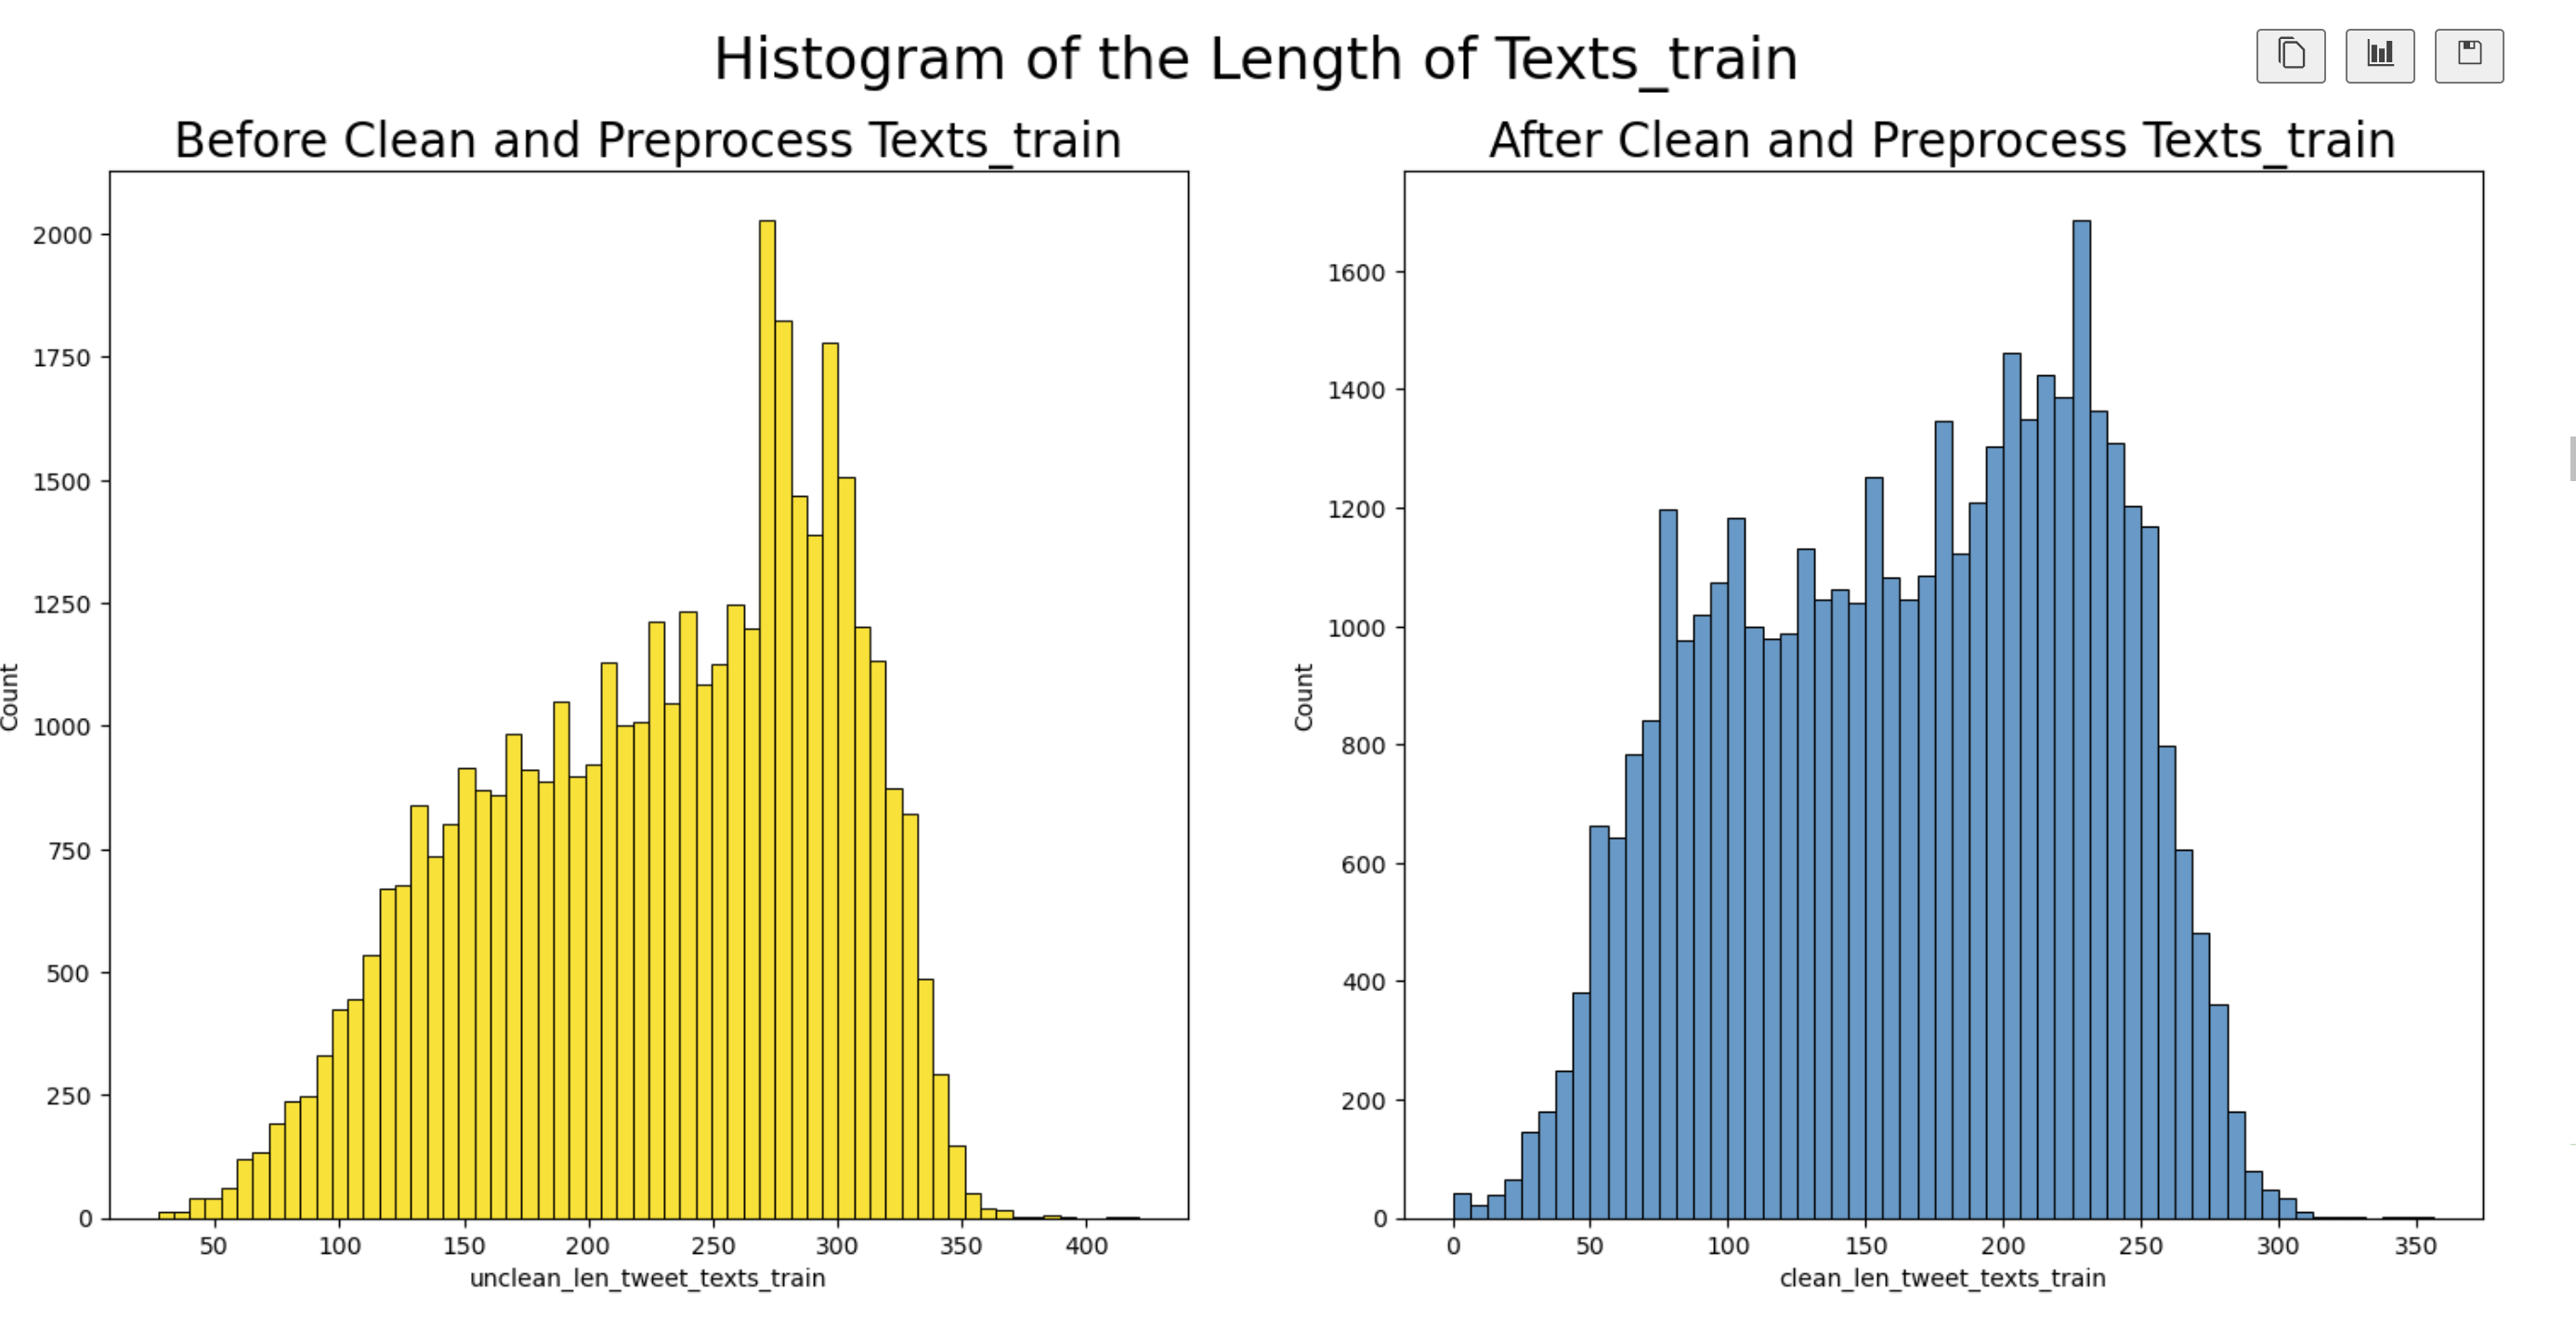 Histogram of the Length of Texts_train
Before Clean and Preprocess Texts_train
2000
1750
1500
1250
1000
750
500
250
0
Count
50 100 150 200 250 300 350 400
unclean_len_tweet_texts_train
After Clean and Preprocess Texts_train
1600
1400
1200
1000
800
600
400
200
0
Count
0 50 100 150 200 250 300 350
clean_len_tweet_texts_train